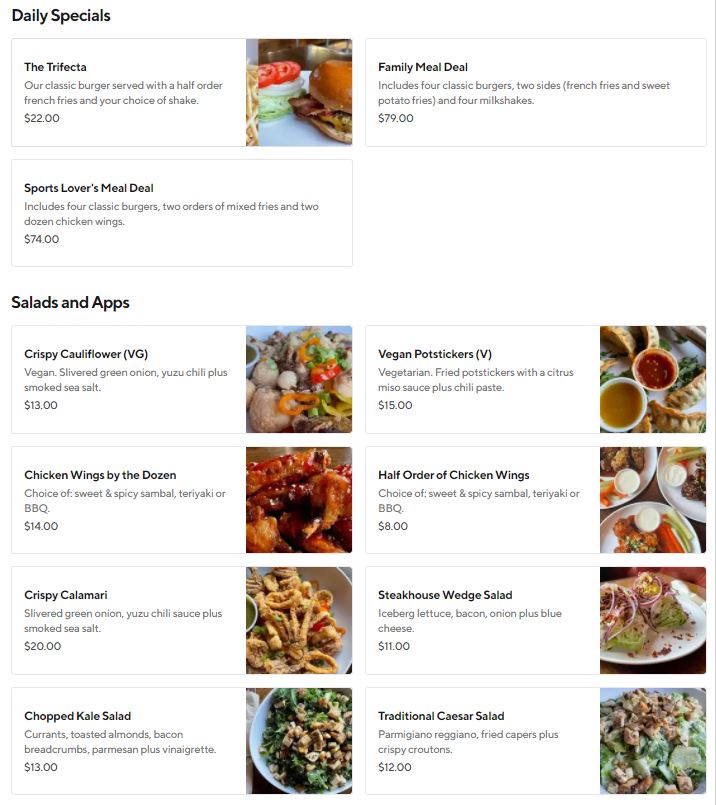 Daily Specials
The Trifecta
Our classic burger served with a half order
french fries and your choice of shake.
$22.00
Family Meal Deal
Includes four classic burgers, two sides (french fries and sweet
potato fries) and four milkshakes.
$79.00
Sports Lover's Meal Deal
Includes four classic burgers, two orders of mixed fries and two
dozen chicken wings.
$74.00
Salads and Apps
Crispy Cauliflower (VG)
Vegan. Slivered green onion, yuzu chili plus
smoked sea salt.
$13.00
Vegan Potstickers (V)
Vegetarian. Fried potstickers with a citrus
miso sauce plus chili paste.
$15.00
Chicken Wings by the Dozen
Choice of: sweet & spicy sambal, teriyaki or
BBQ.
$14.00
Half Order of Chicken Wings
Choice of: sweet & spicy sambal, teriyaki or
BBQ.
$8.00
Crispy Calamari
Slivered green onion, yuzu chili sauce plus
smoked sea salt.
$20.00
Steakhouse Wedge Salad
Iceberg lettuce, bacon, onion plus blue
cheese.
$11.00
Chopped Kale Salad
Currants, toasted almonds, bacon
breadcrumbs, parmesan plus vinaigrette.
$13.00
Traditional Caesar Salad
Parmigiano reggiano, fried capers plus
crispy croutons.
$12.00